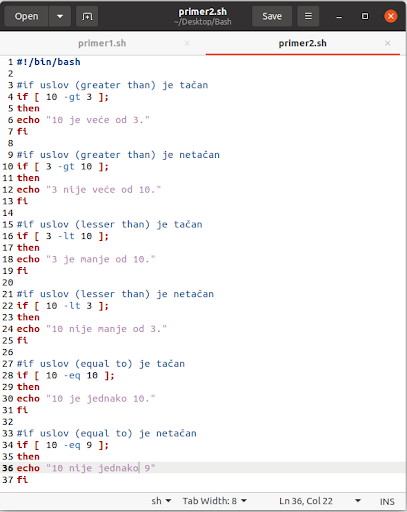 Open primer2.sh Save
~/Desktop/Bash
primer1.sh primer2.sh
1 #!/bin/bash
2
3 #if uslov (greater than) je tačan
4 if [ 10 -gt 3 ];
5 then
6 echo "10 je veće od 3."
7 fi
8
9 #if uslov (greater than) je netačan
10 if [ 3 -gt 10 ];
11 then
12 echo "3 nije veće od 10."
13 fi
14
15 #if uslov (lesser than) je tačan
16 if [ 3 -lt 10 ];
17 then
18 echo "3 je manje od 10."
19 fi
20
21 #if uslov (lesser than) je netačan
22 if [ 10 -lt 3 ];
23 then
24 echo "10 nije manje od 3."
25 fi
26
27 #if uslov (equal to) je tačan
28 if [ 10 -eq 10 ];
29 then
30 echo "10 je jednako 10."
31 fi
32
33 #if uslov (equal to) je netačan
34 if [ 10 -eq 9 ];
35 then
36 echo "10 nije jednako 9"
37 fi
sh Tab Width: 8 Ln 36, Col 22 INS